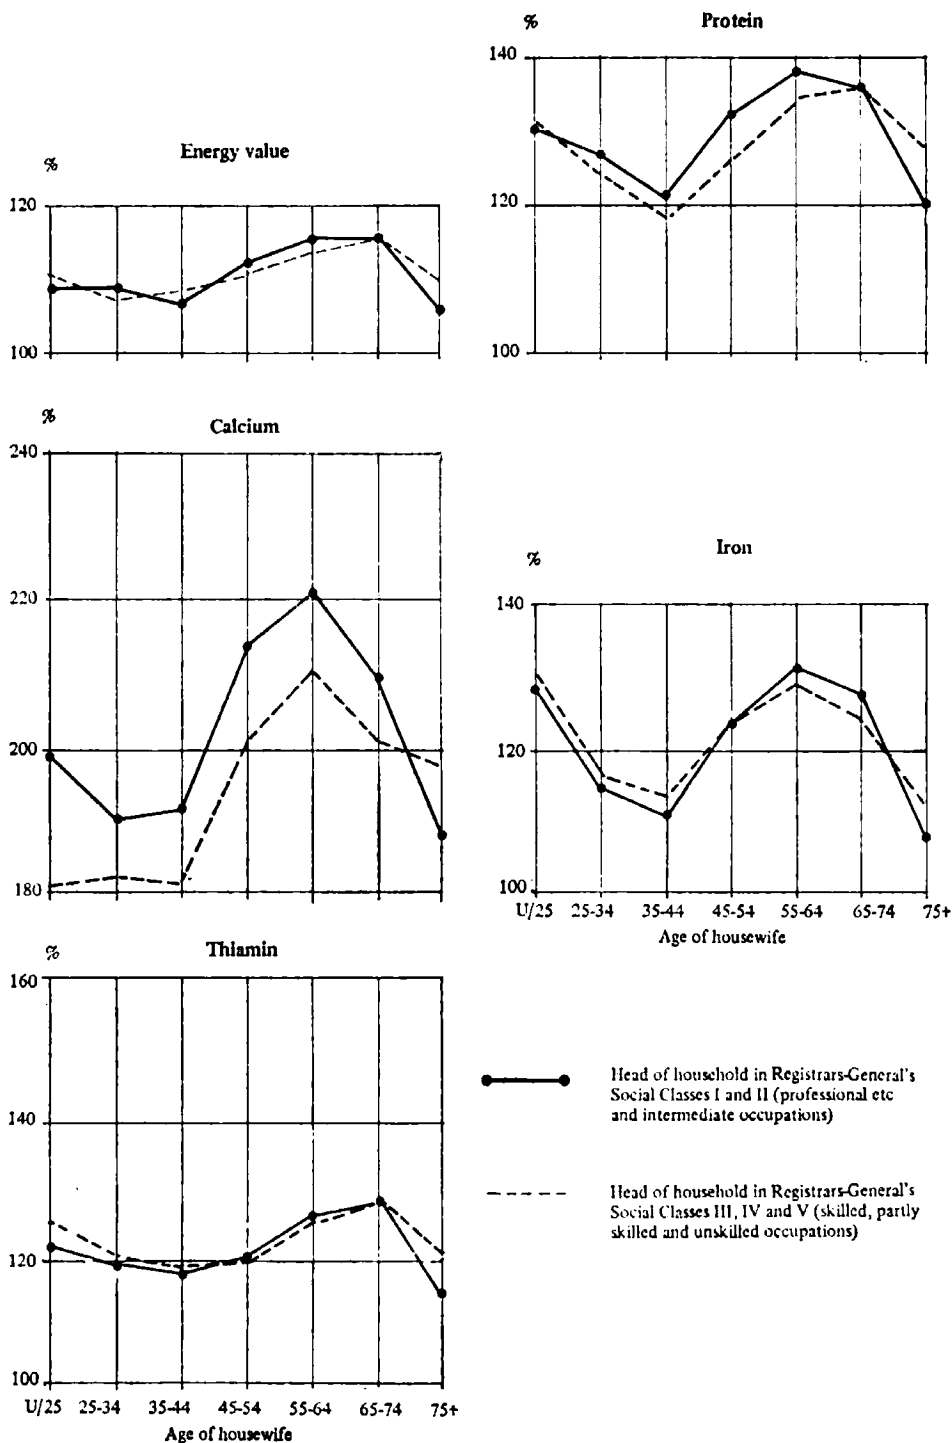 Energy value
%
120
100
Protein
%
140
120
100
Calcium
%
240
220
200
180
Iron
%
140
120
100
U/25 25-34 35-44 45-54 55-64 65-74 75+
Age of housewife
Thiamin
%
160
140
120
100
U/25 25-34 35-44 45-54 55-64 65-74 75+
Age of housewife
Head of household in Registrars-General's
Social Classes I and II (professional etc
and intermediate occupations)
Head of household in Registrars-General's
Social Classes III, IV and V (skilled, partly
skilled and unskilled occupations)